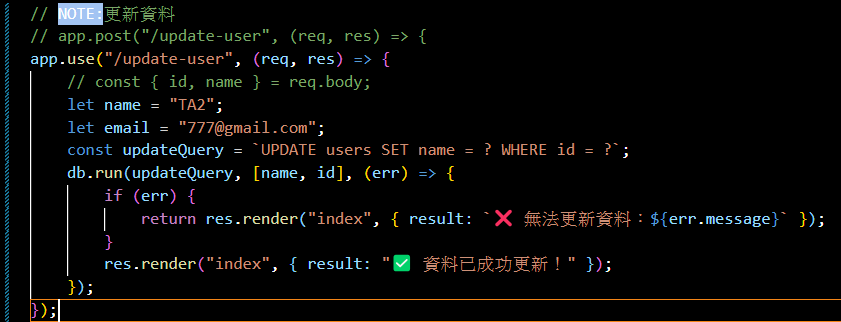 // NOTE:更新資料
// app.post("/update-user", (req, res) => {
app.use("/update-user", (req, res) => {
    // const { id, name } = req.body;
    let name = "TA2";
    let email = "777@gmail.com";
    const updateQuery = `UPDATE users SET name = ? WHERE id = ?`;
    db.run(updateQuery, [name, id], (err) => {
        if (err) {
            return res.render("index", { result: `❌ 無法更新資料：${err.message}` });
        }
        res.render("index", { result: "✅ 資料已成功更新！" });
    });
});